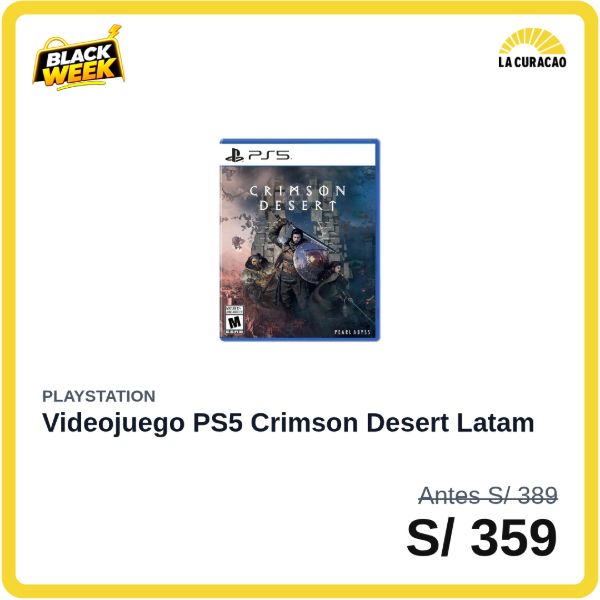 BLACK
WEEK
LA CURACAO
PS5
CRIMSON
DESERT
M
PEARL ABYSS
PLAYSTATION
Videojuego PS5 Crimson Desert Latam
Antes S/ 389
S/ 359